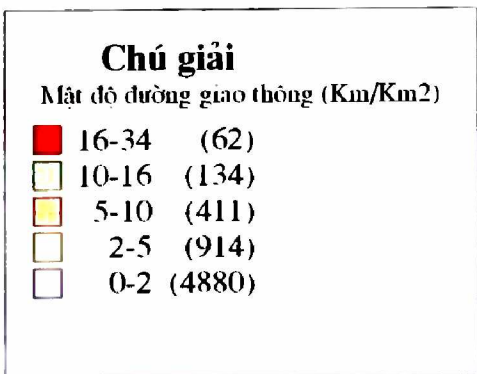 Chú giải
Mật độ đường giao thông (Km/Km2)
16-34 (62)
10-16 (134)
5-10 (411)
2-5 (914)
0-2 (4880)